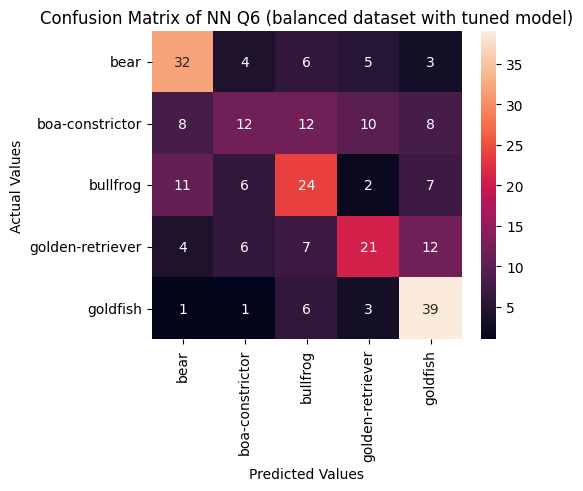 Confusion Matrix of NN Q6 (balanced dataset with tuned model)
Actual Values
bear 32 4 6 5 3
boa-constrictor 8 12 12 10 8
bullfrog 11 6 24 2 7
golden-retriever 4 6 7 21 12
goldfish 1 1 6 3 39
bear boa-constrictor bullfrog golden-retriever goldfish
Predicted Values
35
30
25
20
15
10
5